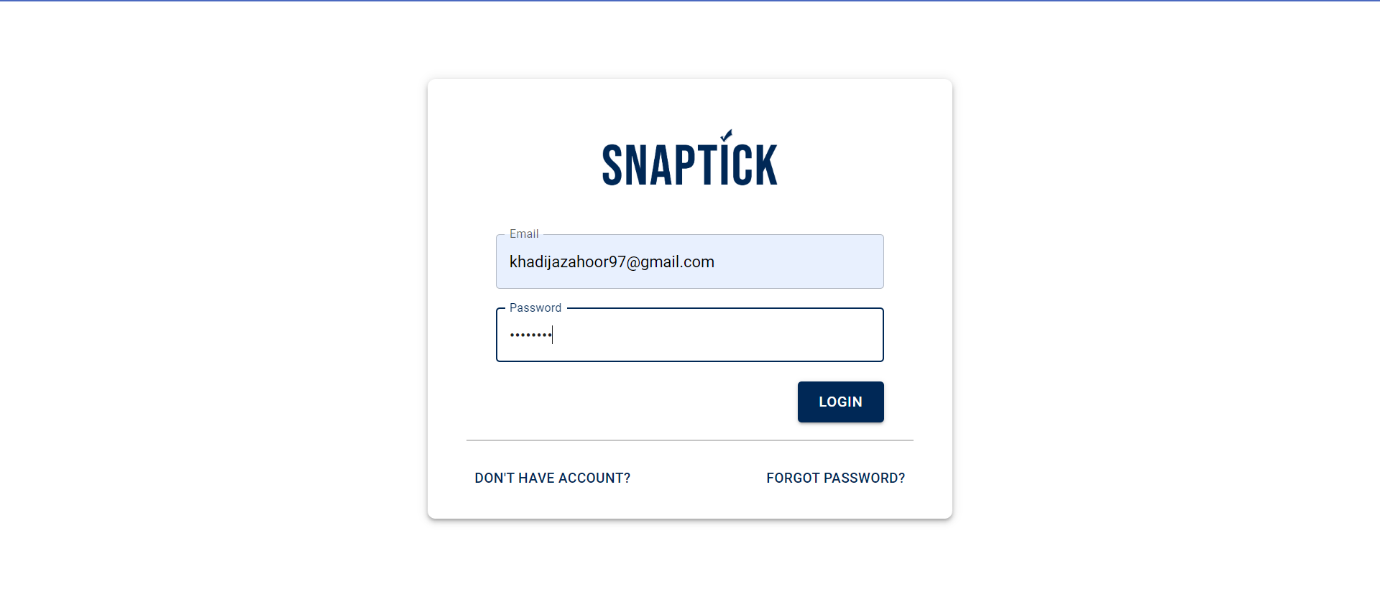 SNAPTICK
Email
khadijazahoor97@gmail.com
Password
••••••••
LOGIN
DON'T HAVE ACCOUNT?
FORGOT PASSWORD?